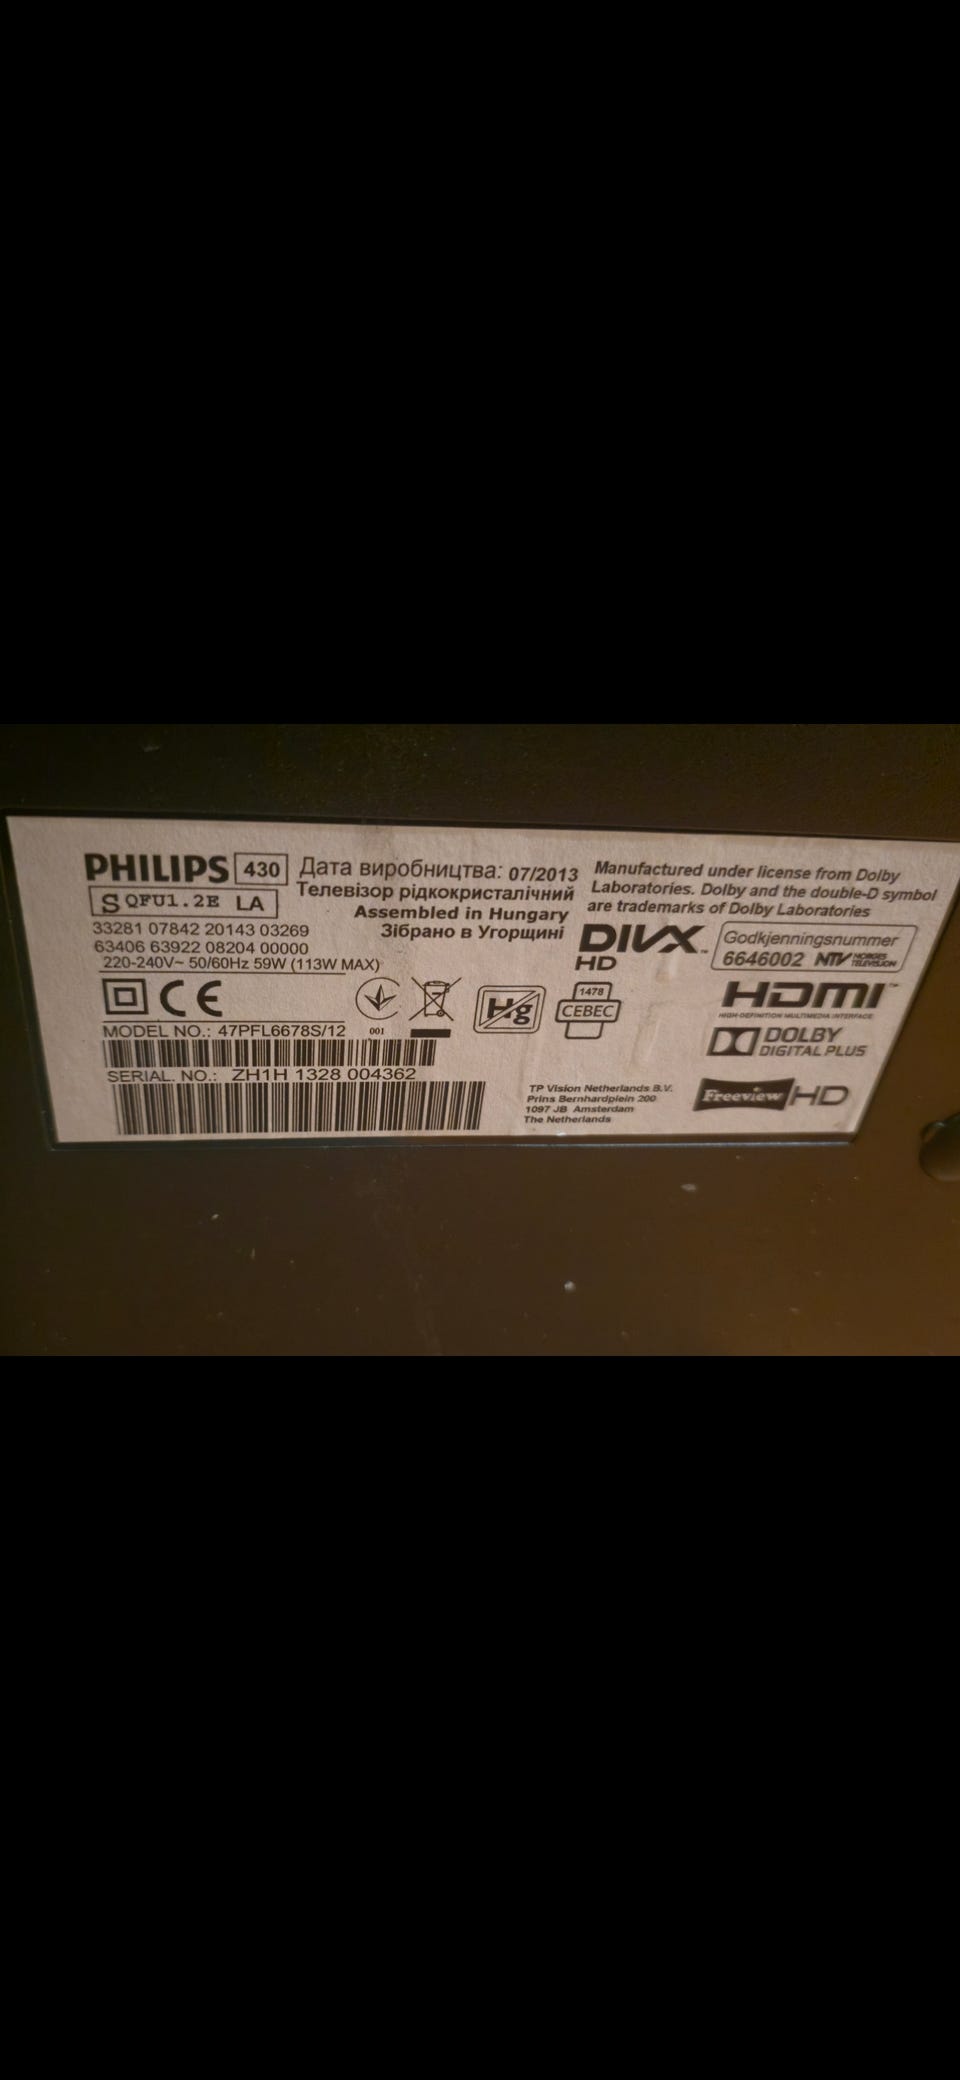 PHILIPS 430
S QFU1.2E LA
33281 07842 20143 03269
63406 63922 08204 00000
220-240V~ 50/60Hz 59W (113W MAX)
CE
MODEL NO.: 47PFL6678S/12
SERIAL. NO.: ZH1H 1328 004362
Дата виробництва: 07/2013
Телевізор рідкокристалічний
Assembled in Hungary
Зібрано в Угорщині
001
Hg
1478
CEBEC
TP Vision Netherlands B.V.
Prins Bernhardplein 200
1097 JB Amsterdam
The Netherlands
Manufactured under license from Dolby
Laboratories. Dolby and the double-D symbol
are trademarks of Dolby Laboratories
DIVX™
HD
Godkjenningsnummer
6646002 NTV NORGES
TELEVISJON
HDMI™
HIGH-DEFINITION MULTIMEDIA INTERFACE
DOLBY
DIGITAL PLUS
Freeview HD